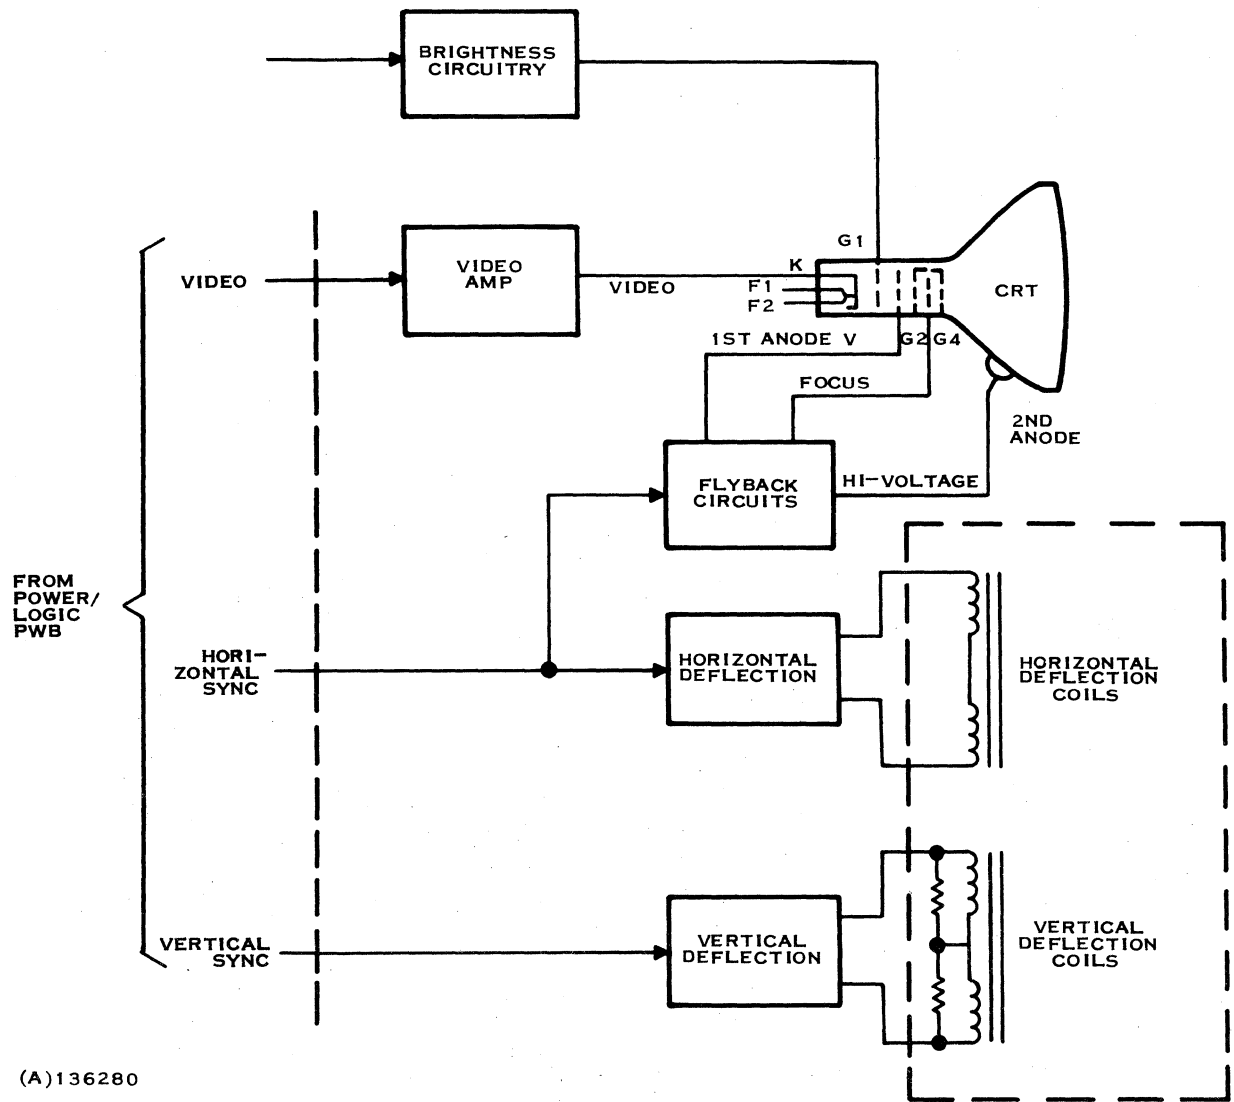 BRIGHTNESS
CIRCUITRY
G1
VIDEO
VIDEO
AMP
VIDEO
K
F1
F2
CRT
1ST ANODE V
G2
G4
FOCUS
2ND
ANODE
FLYBACK
CIRCUITS
HI-VOLTAGE
FROM
POWER/
LOGIC
PWB
HORI-
ZONTAL
SYNC
HORIZONTAL
DEFLECTION
HORIZONTAL
DEFLECTION
COILS
VERTICAL
SYNC
VERTICAL
DEFLECTION
VERTICAL
DEFLECTION
COILS
(A)136280